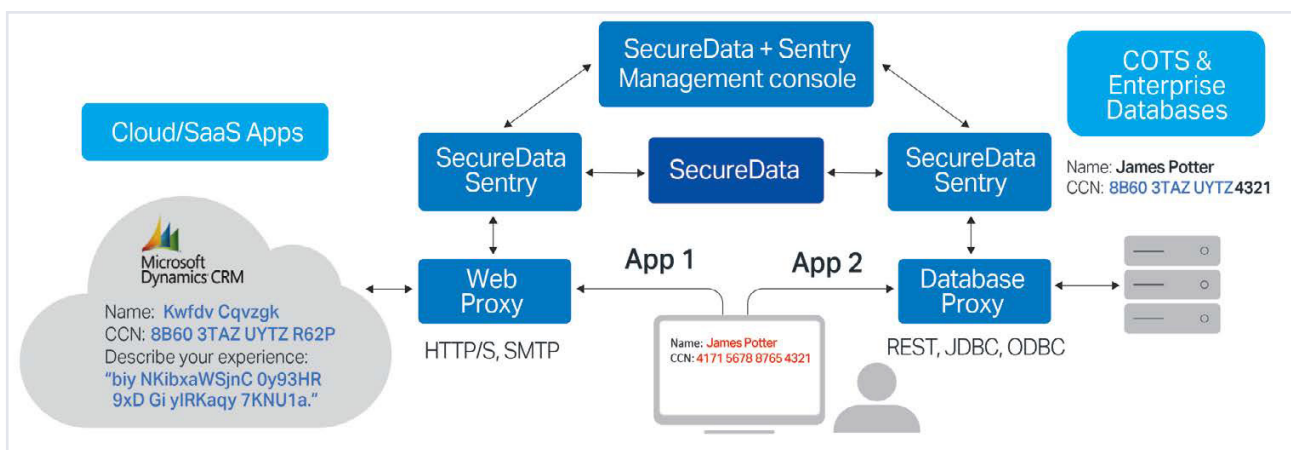 SecureData + Sentry
Management console
COTS &
Enterprise
Databases
Cloud/SaaS Apps
SecureData
Sentry
SecureData
SecureData
Sentry
Name: James Potter
CCN: 8B60 3TAZ UYTZ 4321
Microsoft
Dynamics CRM
Name: Kwfdv Cqvzgk
CCN: 8B60 3TAZ UYTZ R62P
Describe your experience:
“biy NKibxaWSjnC 0y93HR
9xD Gi yIRKaqy 7KNU1a.”
Web
Proxy
HTTP/S, SMTP
App 1
App 2
Name: James Potter
CCN: 4171 5678 8765 4321
Database
Proxy
REST, JDBC, ODBC